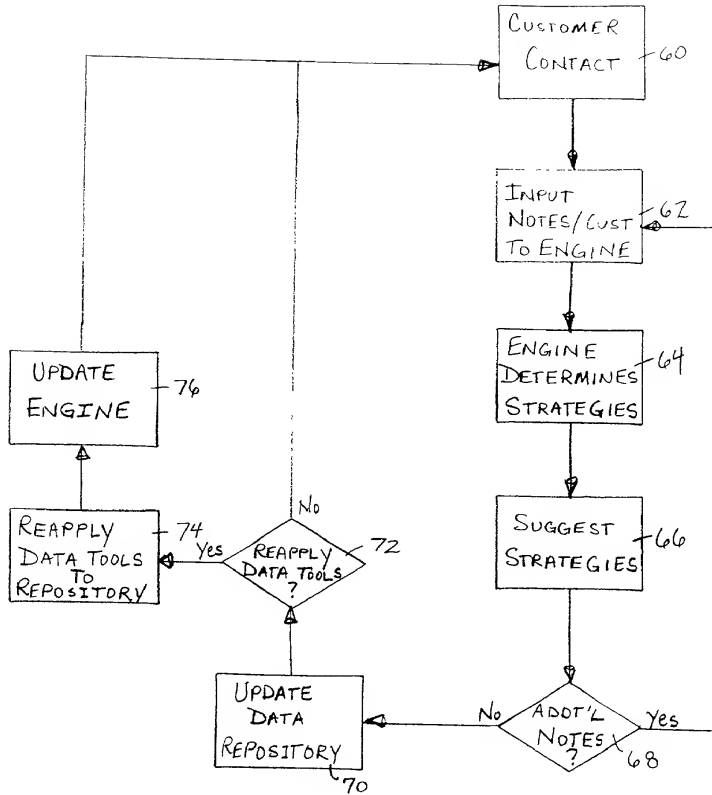 CUSTOMER
CONTACT
60
INPUT
NOTES/CUST
TO ENGINE
62
ENGINE
DETERMINES
STRATEGIES
64
SUGGEST
STRATEGIES
66
ADDT'L
NOTES
?
68
Yes
No
UPDATE
DATA
REPOSITORY
70
REAPPLY
DATA TOOLS
?
72
No
Yes
REAPPLY
DATA TOOLS
TO
REPOSITORY
74
UPDATE
ENGINE
76